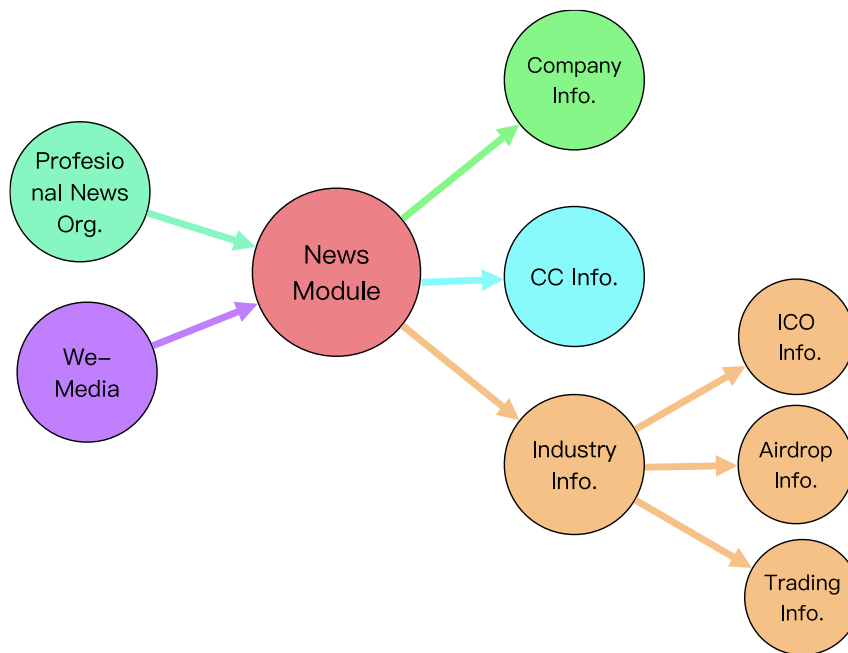 Company
Info.
Profesio
nal News
Org.
News
Module
CC Info.
We-
Media
ICO
Info.
Industry
Info.
Airdrop
Info.
Trading
Info.